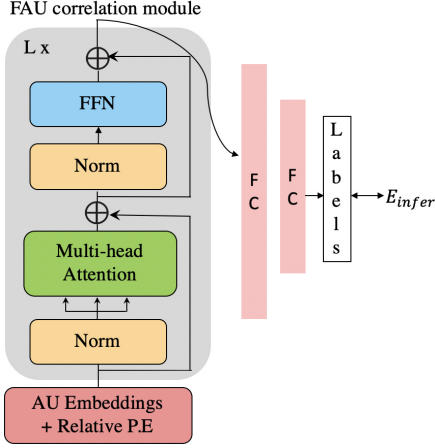 FAU correlation module
L x
FFN
Norm
Multi-head
Attention
Norm
AU Embeddings
+ Relative P.E
F
C
F
C
L
a
b
e
l
s
E_infer